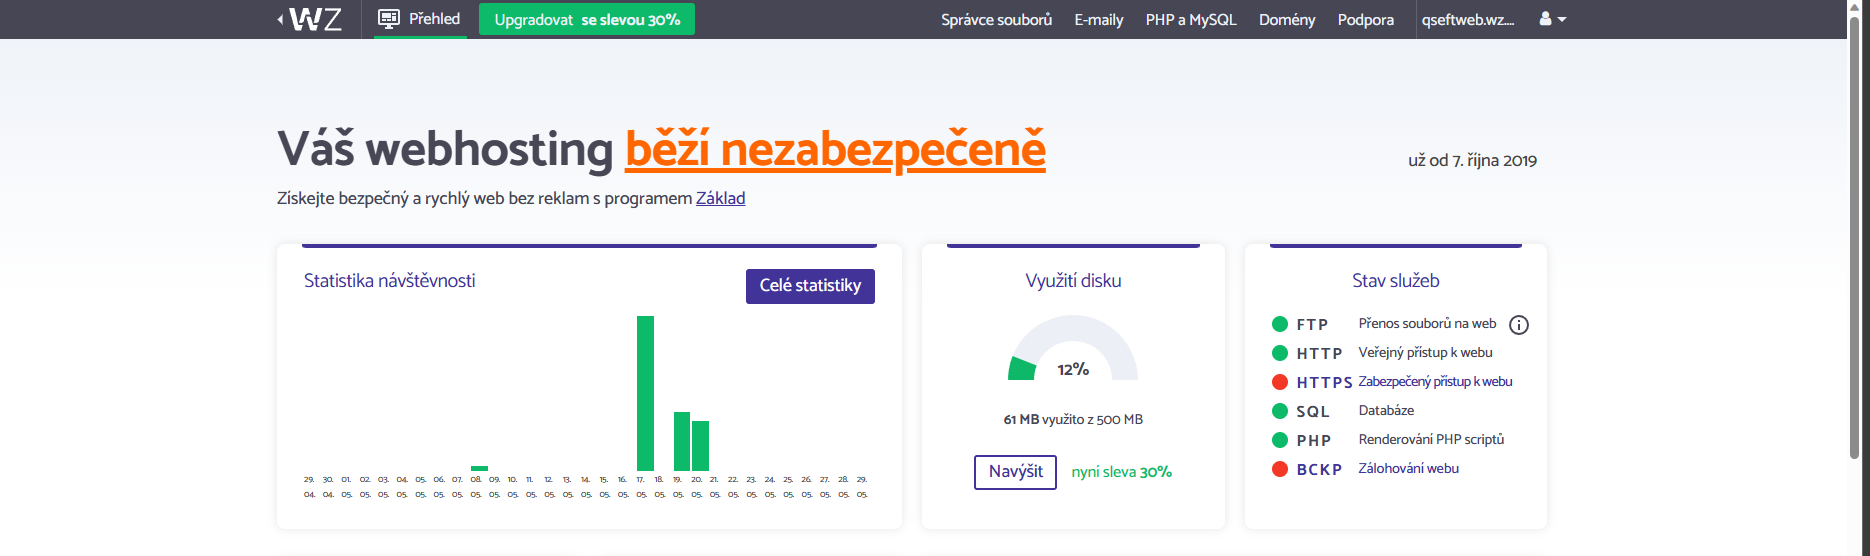 WZ
Přehled
Upgradovat se slevou 30%
Správce souborů
E-maily
PHP a MySQL
Domény
Podpora
qseftweb.wz....
Váš webhosting běží nezabezpečeně
už od 7. října 2019
Získejte bezpečný a rychlý web bez reklam s programem Základ
Statistika návštěvnosti
Celé statistiky
29. 30. 01. 02. 03. 04. 05. 06. 07. 08. 09. 10. 11. 12. 13. 14. 15. 16. 17. 18. 19. 20. 21. 22. 23. 24. 25. 26. 27. 28. 29.
04. 04. 05. 05. 05. 05. 05. 05. 05. 05. 05. 05. 05. 05. 05. 05. 05. 05. 05. 05. 05. 05. 05. 05. 05. 05. 05. 05. 05. 05. 05.
Využití disku
12%
61 MB využito z 500 MB
Navýšit
nyní sleva 30%
Stav služeb
FTP Přenos souborů na web
HTTP Veřejný přístup k webu
HTTPS Zabezpečený přístup k webu
SQL Databáze
PHP Renderování PHP scriptů
BCKP Zálohování webu